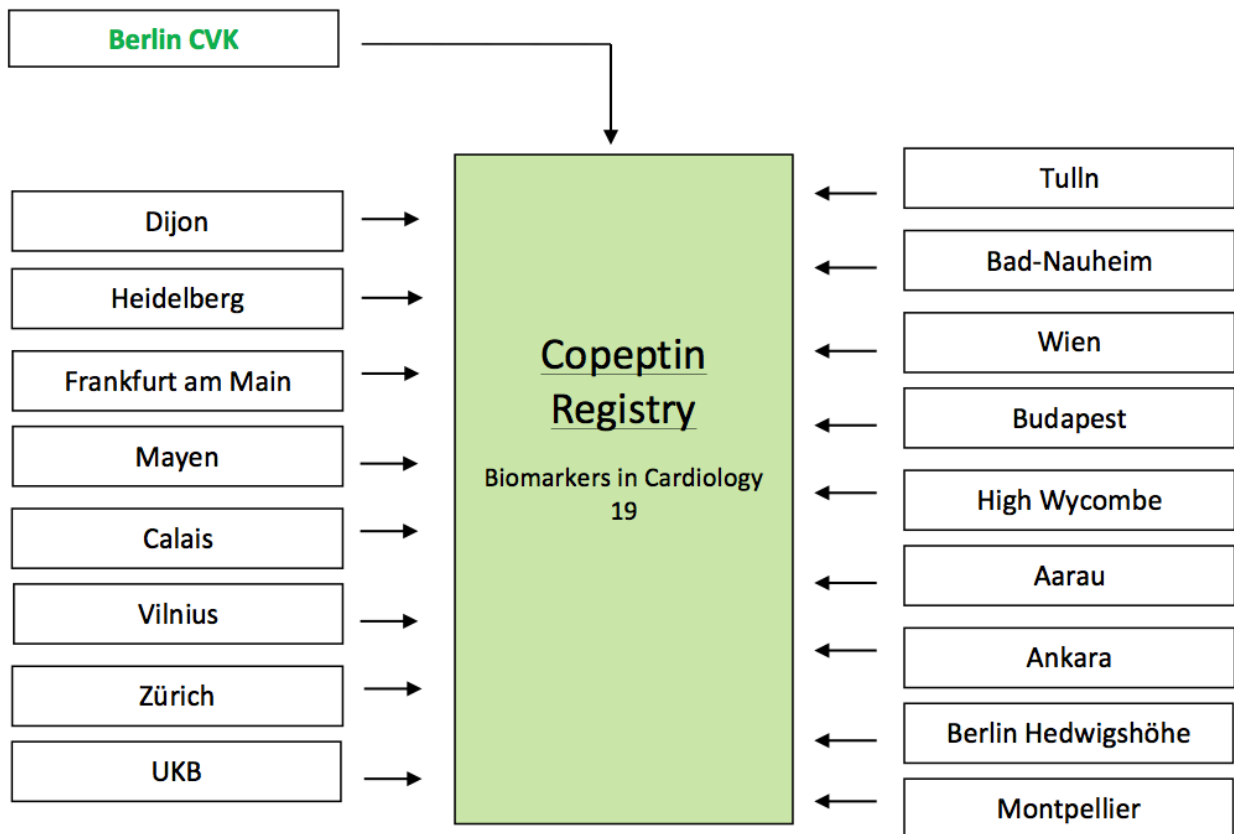 Berlin CVK
Dijon
Heidelberg
Frankfurt am Main
Mayen
Calais
Vilnius
Zürich
UKB
Copeptin
Registry
Biomarkers in Cardiology
19
Tulln
Bad-Nauheim
Wien
Budapest
High Wycombe
Aarau
Ankara
Berlin Hedwigshöhe
Montpellier